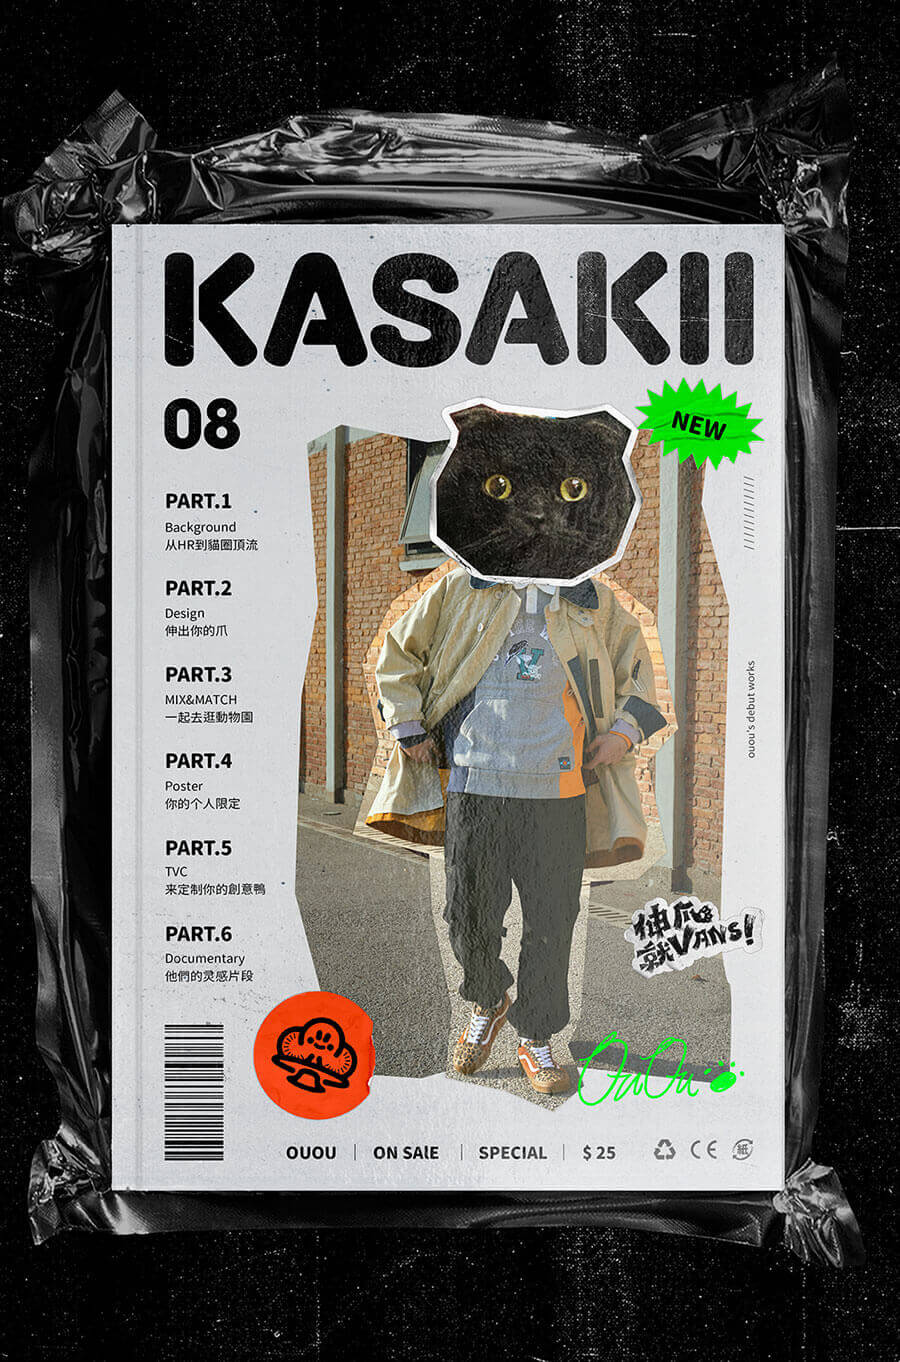 KASAKII
08
NEW
PART.1
Background
从HR到貓圈頂流
PART.2
Design
伸出你的爪
PART.3
MIX&MATCH
一起去逛動物園
PART.4
Poster
你的个人限定
PART.5
TVC
来定制你的創意鴨
PART.6
Documentary
他們的灵感片段
ouou's debut works
伸爪
就VANS!
OuOu
OUOU | ON SAlE | SPECIAL | $ 25
CE
紙